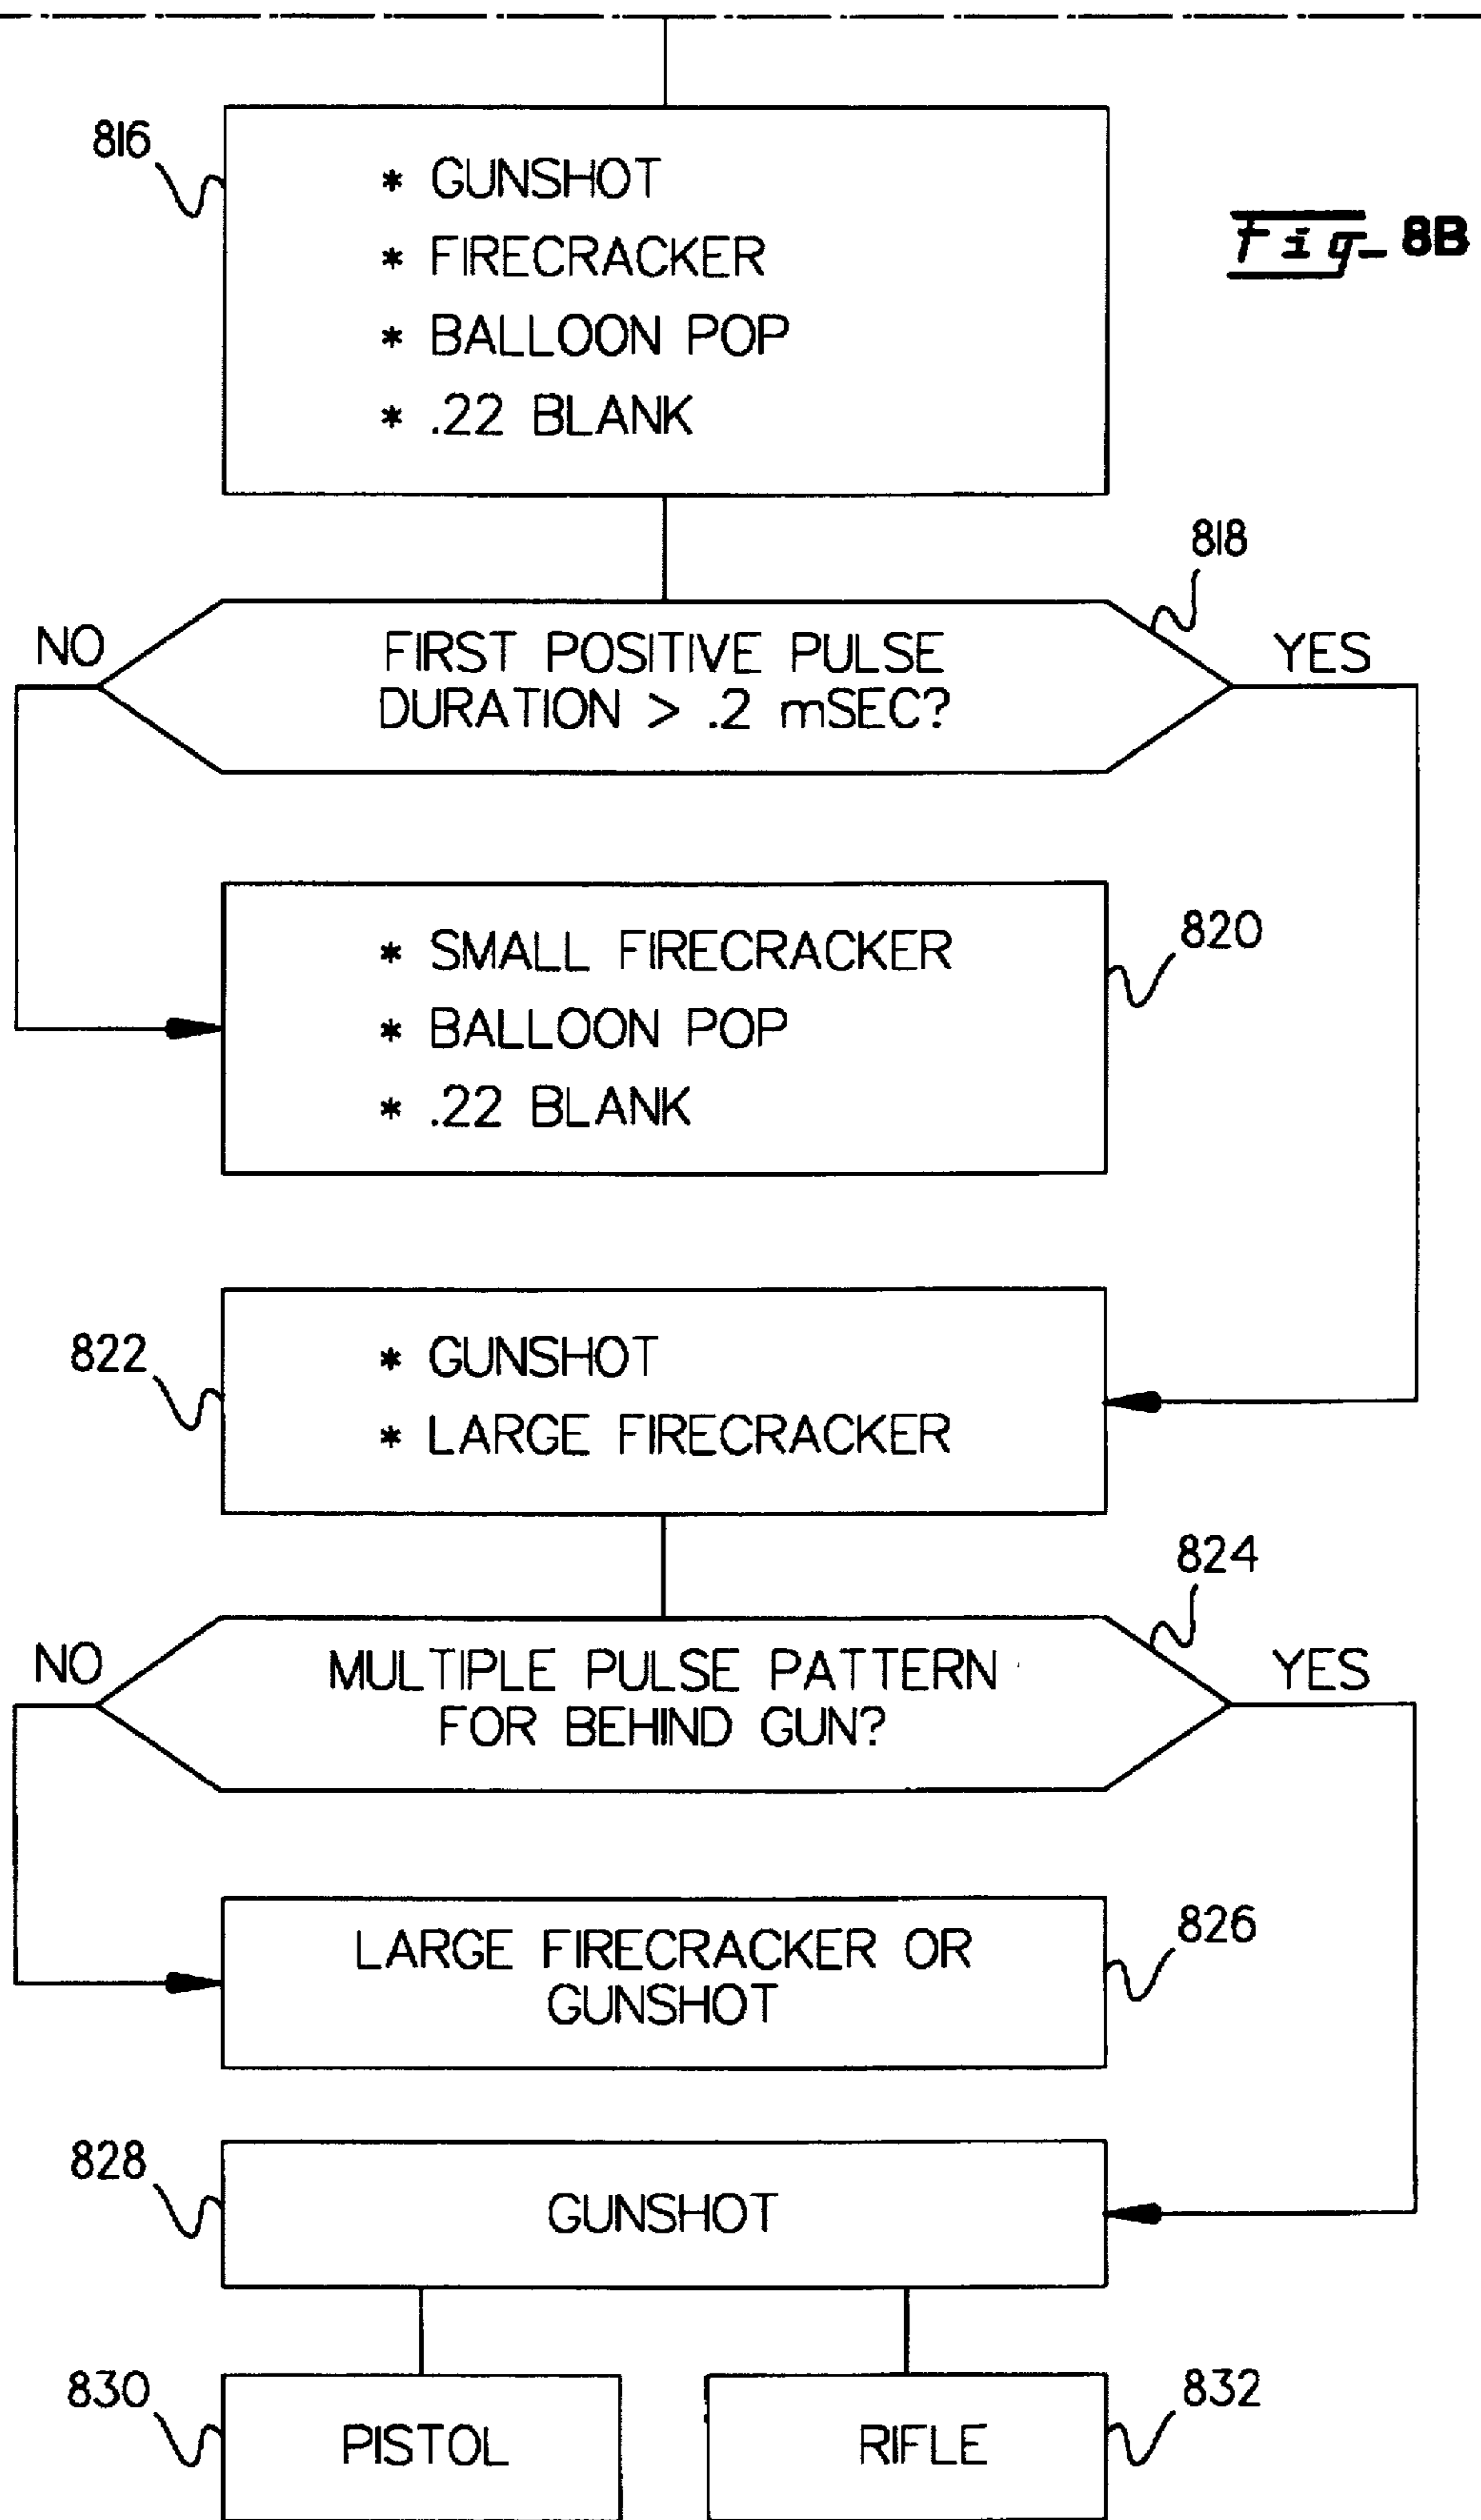 816
* GUNSHOT
* FIRECRACKER
* BALLOON POP
* .22 BLANK
Fig_ 8B
818
NO
FIRST POSITIVE PULSE
DURATION > .2 mSEC?
YES
* SMALL FIRECRACKER
* BALLOON POP
* .22 BLANK
820
822
* GUNSHOT
* LARGE FIRECRACKER
824
NO
MULTIPLE PULSE PATTERN
FOR BEHIND GUN?
YES
LARGE FIRECRACKER OR
GUNSHOT
826
828
GUNSHOT
830
PISTOL
RIFLE
832